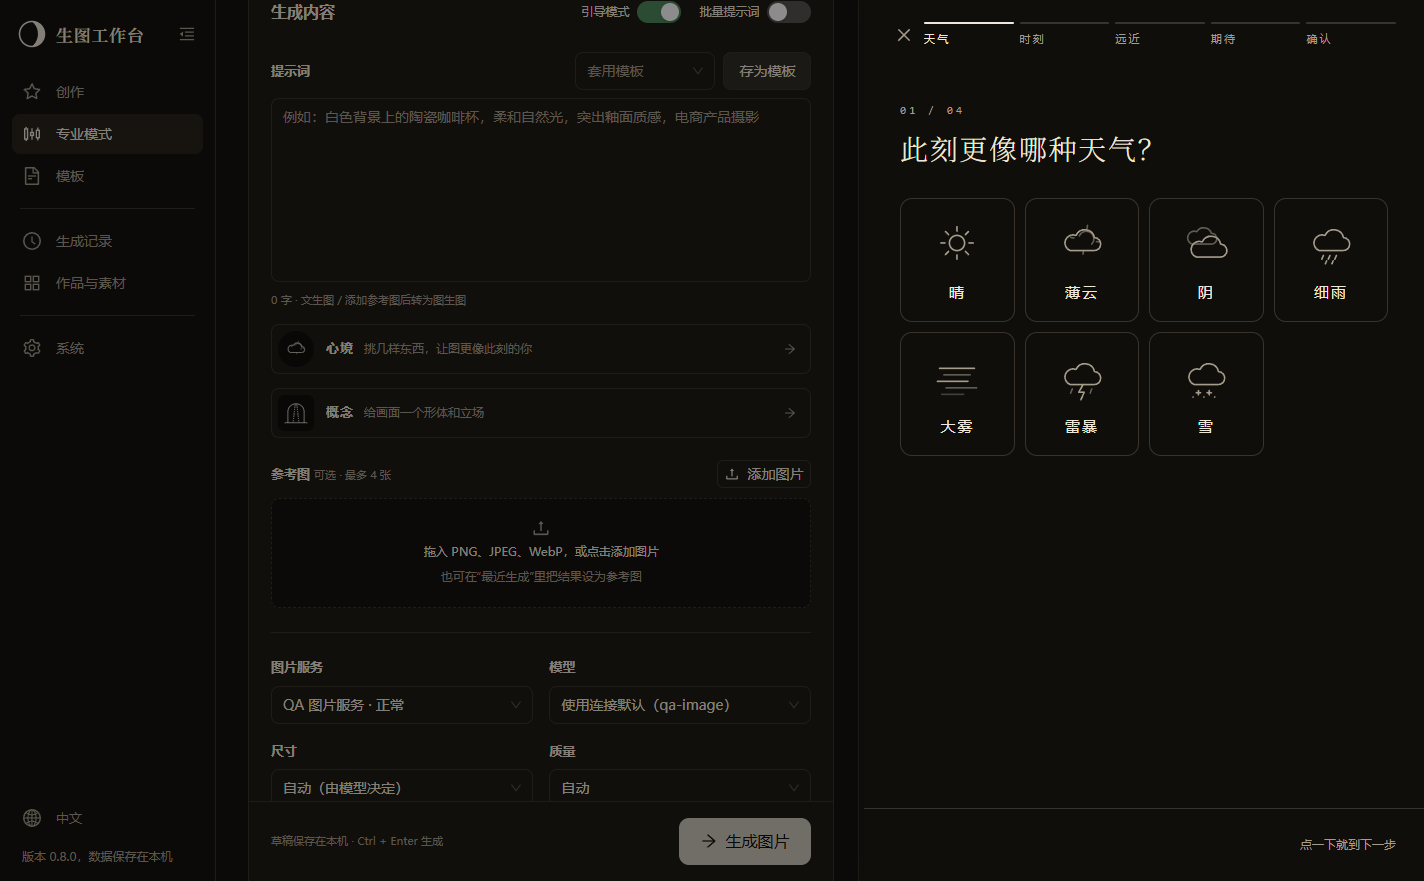 生图工作台
创作
专业模式
模板
生成记录
作品与素材
系统
中文
版本 0.8.0，数据保存在本机
生成内容
引导模式
批量提示词
提示词
套用模板
存为模板
例如：白色背景上的陶瓷咖啡杯，柔和自然光，突出釉面质感，电商产品摄影
0 字 · 文生图 / 添加参考图后转为图生图
心境 挑几样东西，让图更像此刻的你
概念 给画面一个形体和立场
参考图 可选 · 最多 4 张
添加图片
拖入 PNG、JPEG、WebP，或点击添加图片
也可在“最近生成”里把结果设为参考图
图片服务
模型
QA 图片服务 · 正常
使用连接默认（qa-image）
尺寸
质量
自动（由模型决定）
自动
草稿保存在本机 · Ctrl + Enter 生成
生成图片
天气
时刻
远近
期待
确认
01 / 04
此刻更像哪种天气？
晴
薄云
阴
细雨
大雾
雷暴
雪
点一下就到下一步